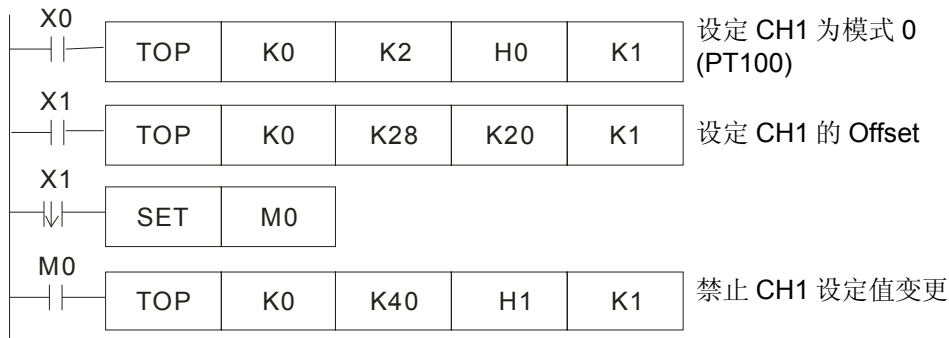 X0
TOP K0 K2 H0 K1 设定 CH1 为模式 0
(PT100)
X1
TOP K0 K28 K20 K1 设定 CH1 的 Offset
X1
SET M0
M0
TOP K0 K40 H1 K1 禁止 CH1 设定值变更